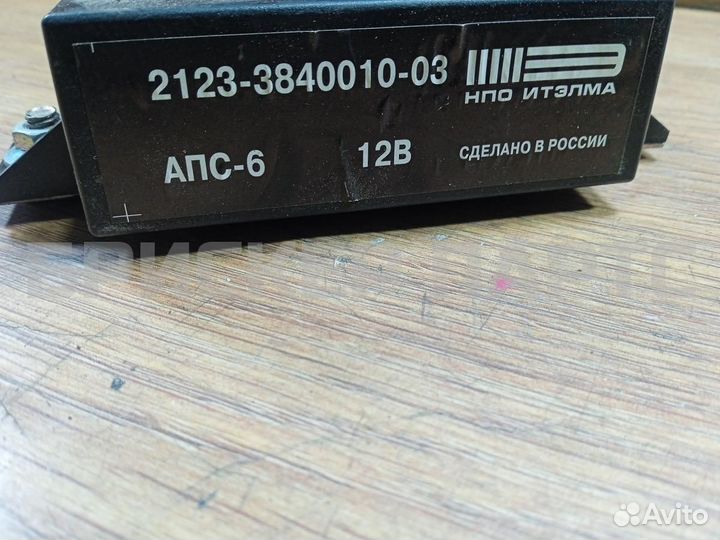 2123-3840010-03
НПО ИТЭЛМА
АПС-6 12В СДЕЛАНО В РОССИИ
Avito